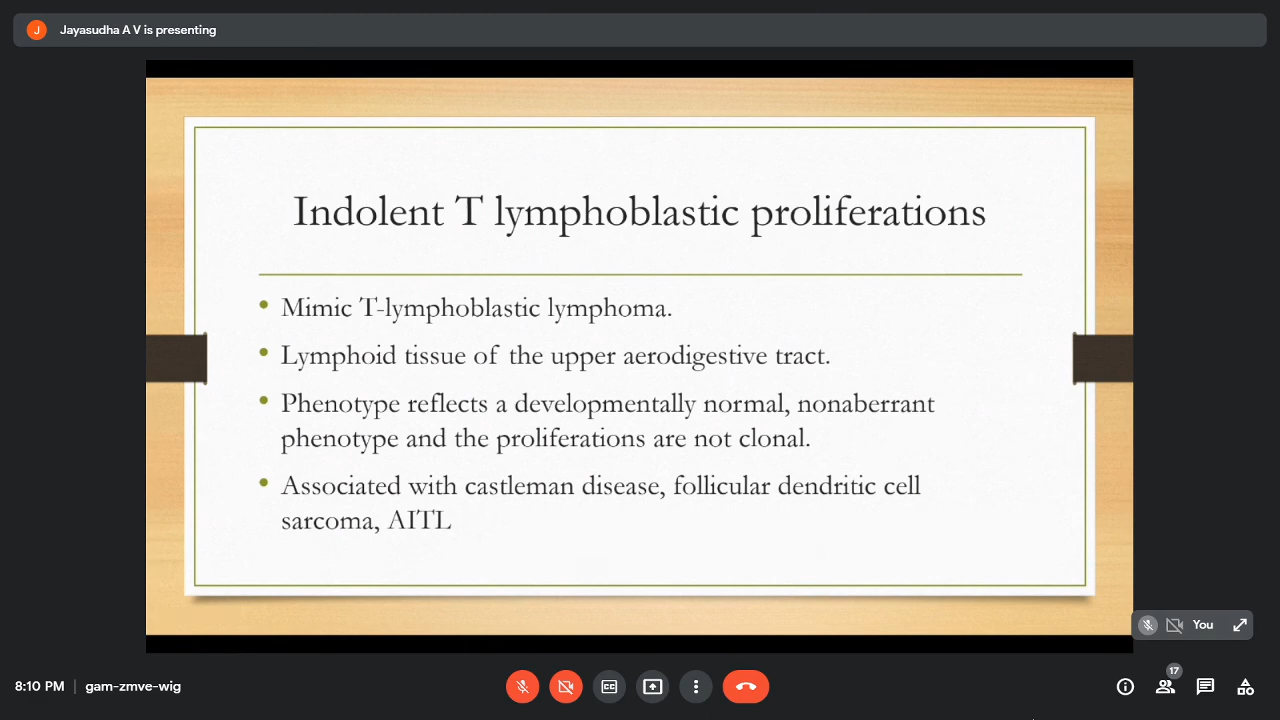 J Jayasudha A V is presenting
Indolent T lymphoblastic proliferations
• Mimic T-lymphoblastic lymphoma.
• Lymphoid tissue of the upper aerodigestive tract.
• Phenotype reflects a developmentally normal, nonaberrant
phenotype and the proliferations are not clonal.
• Associated with castleman disease, follicular dendritic cell
sarcoma, AITL
You
8:10 PM | gam-zmve-wig
CC
17